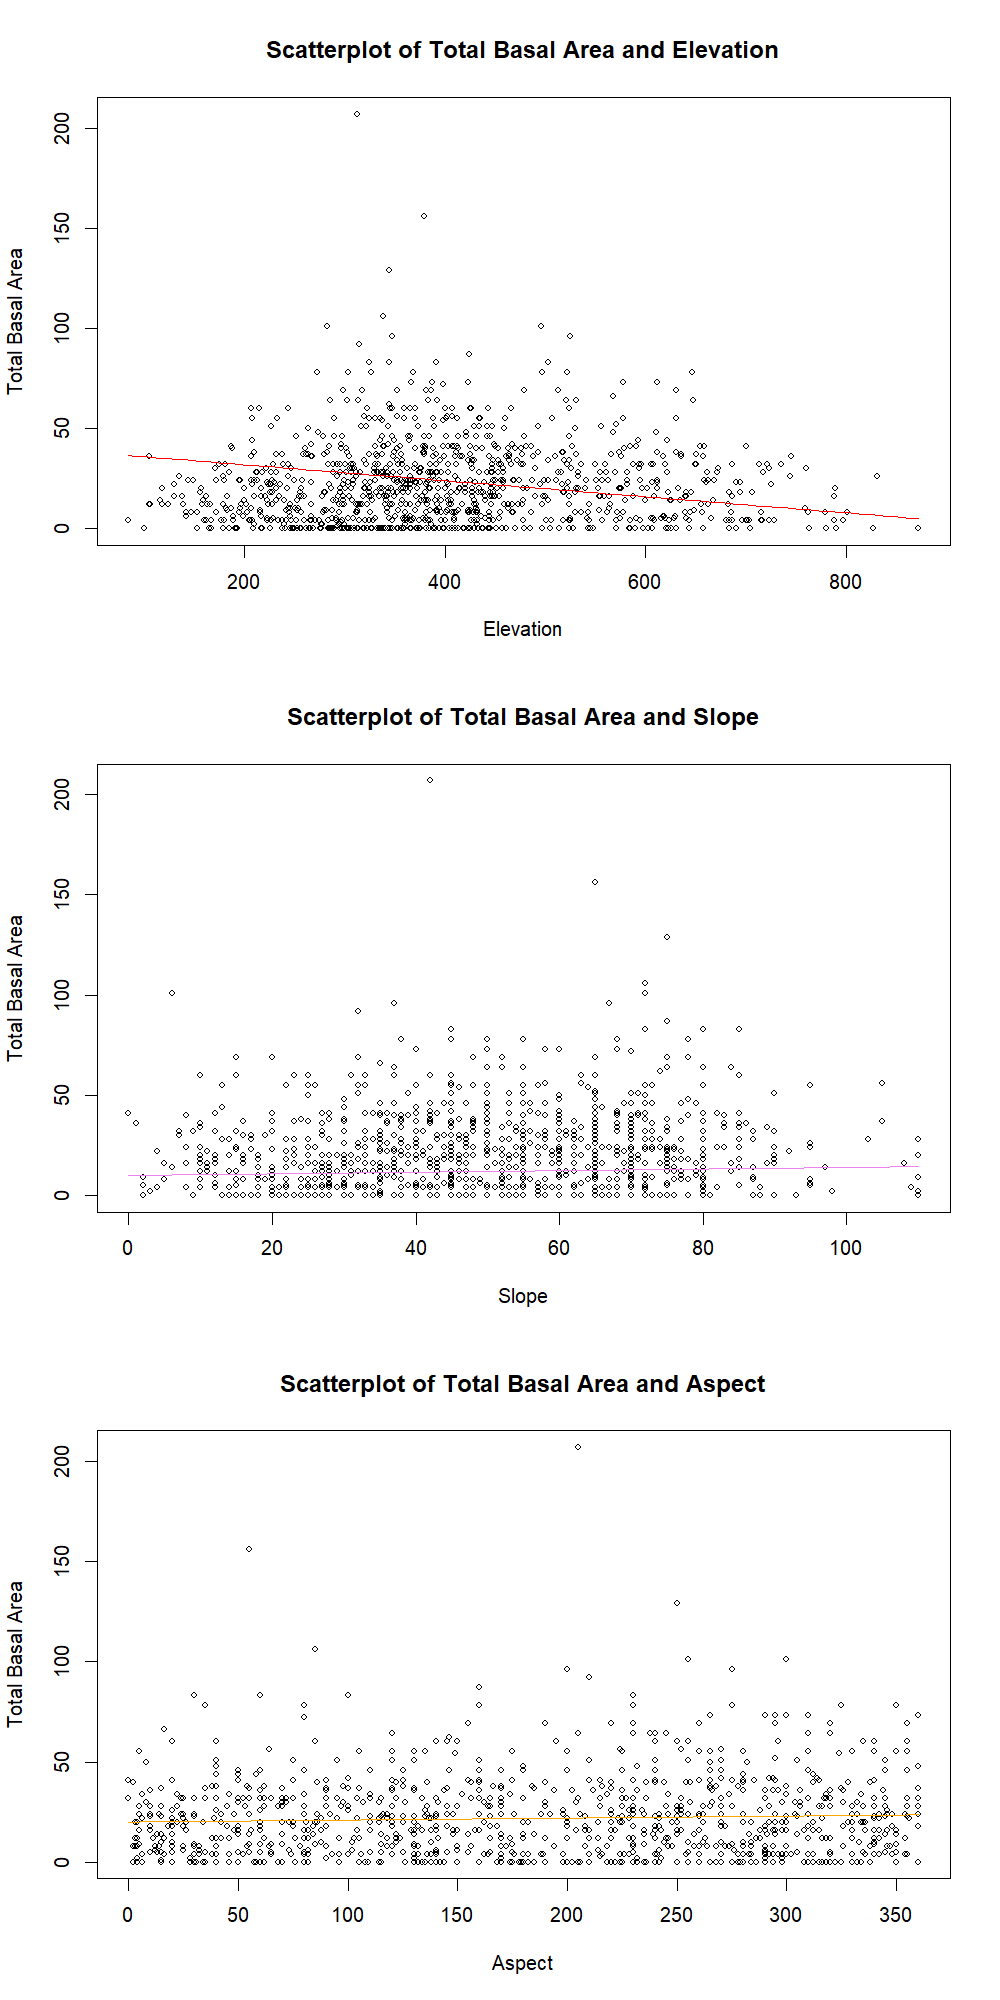 Scatterplot of Total Basal Area and Elevation
Total Basal Area
200
150
100
50
0
200 400 600 800
Elevation
Scatterplot of Total Basal Area and Slope
Total Basal Area
200
150
100
50
0
0 20 40 60 80 100
Slope
Scatterplot of Total Basal Area and Aspect
Total Basal Area
200
150
100
50
0
0 50 100 150 200 250 300 350
Aspect